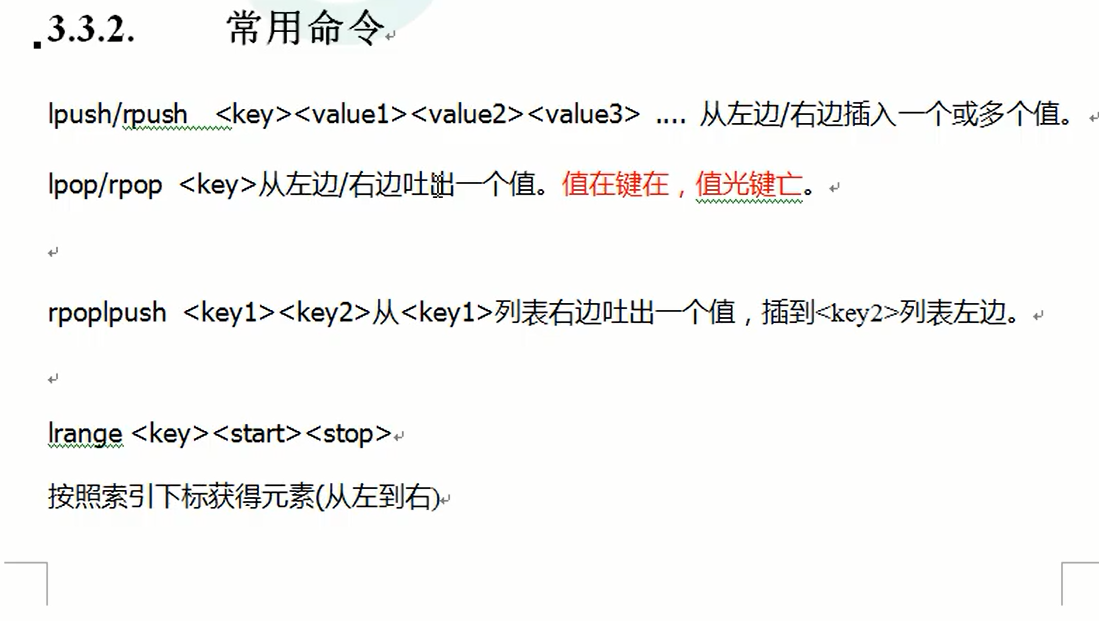 3.3.2. 常用命令
lpush/rpush <key><value1><value2><value3> .... 从左边/右边插入一个或多个值。
lpop/rpop <key>从左边/右边吐出一个值。值在键在，值光键亡。
rpoplpush <key1><key2>从<key1>列表右边吐出一个值，插到<key2>列表左边。
lrange <key><start><stop>
按照索引下标获得元素(从左到右)